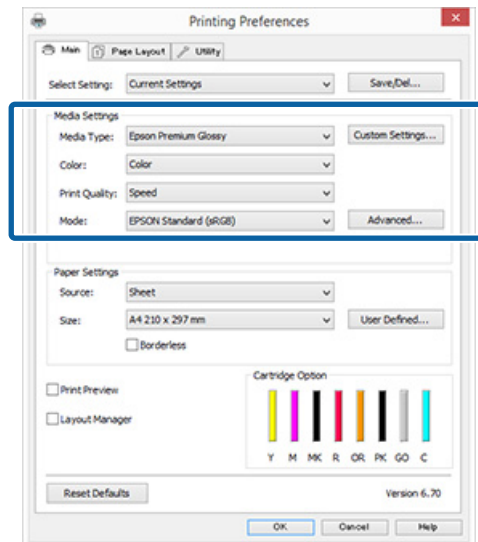 Printing Preferences
Main Page Layout Utility
Select Setting: Current Settings Save/Del...
Media Settings
Media Type: Epson Premium Glossy Custom Settings...
Color: Color
Print Quality: Speed
Mode: EPSON Standard (sRGB) Advanced...
Paper Settings
Source: Sheet
Size: A4 210 x 297 mm User Defined...
Borderless
Print Preview
Layout Manager
Cartridge Option
Y M MK R OR PK GO C
Reset Defaults Version 6.70
OK Cancel Help